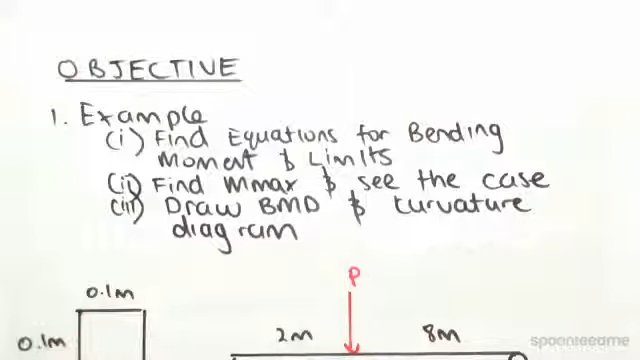 OBJECTIVE
1. Example
(i) Find Equations for Bending
Moment & Limits
(ii) Find Mmax & see the case
(iii) Draw BMD & curvature
diagram
0.1m
P
0.1m
2m
8m
spoonfeedme